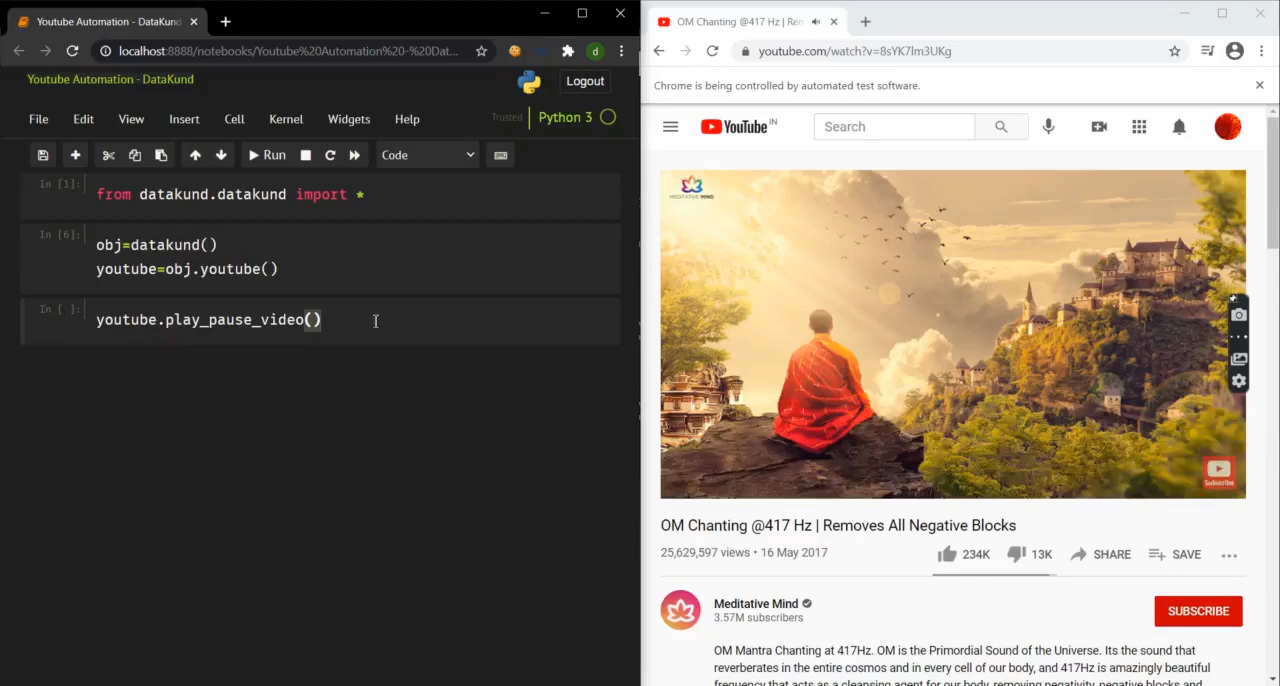 Youtube Automation - DataKund
localhost:8888/notebooks/Youtube%20Automation%20-%20Dat...
d
Youtube Automation - DataKund
Logout
File Edit View Insert Cell Kernel Widgets Help
Trusted
Python 3
Run
Code
In [1]:
from datakund.datakund import *
In [6]:
obj=datakund()
youtube=obj.youtube()
In [ ]:
youtube.play_pause_video()
OM Chanting @417 Hz | Rem
youtube.com/watch?v=8sYK7lm3UKg
Chrome is being controlled by automated test software.
YouTube IN
Search
MEDITATIVE MIND
Subscribe
OM Chanting @417 Hz | Removes All Negative Blocks
25,629,597 views • 16 May 2017
234K 13K SHARE SAVE
Meditative Mind
3.57M subscribers
SUBSCRIBE
OM Mantra Chanting at 417Hz. OM is the Primordial Sound of the Universe. Its the sound that
reverberates in the entire cosmos and in every cell of our body, and 417Hz is amazingly beautiful
frequency that acts as a cleansing agent for our body, removing negativity, negative blocks and